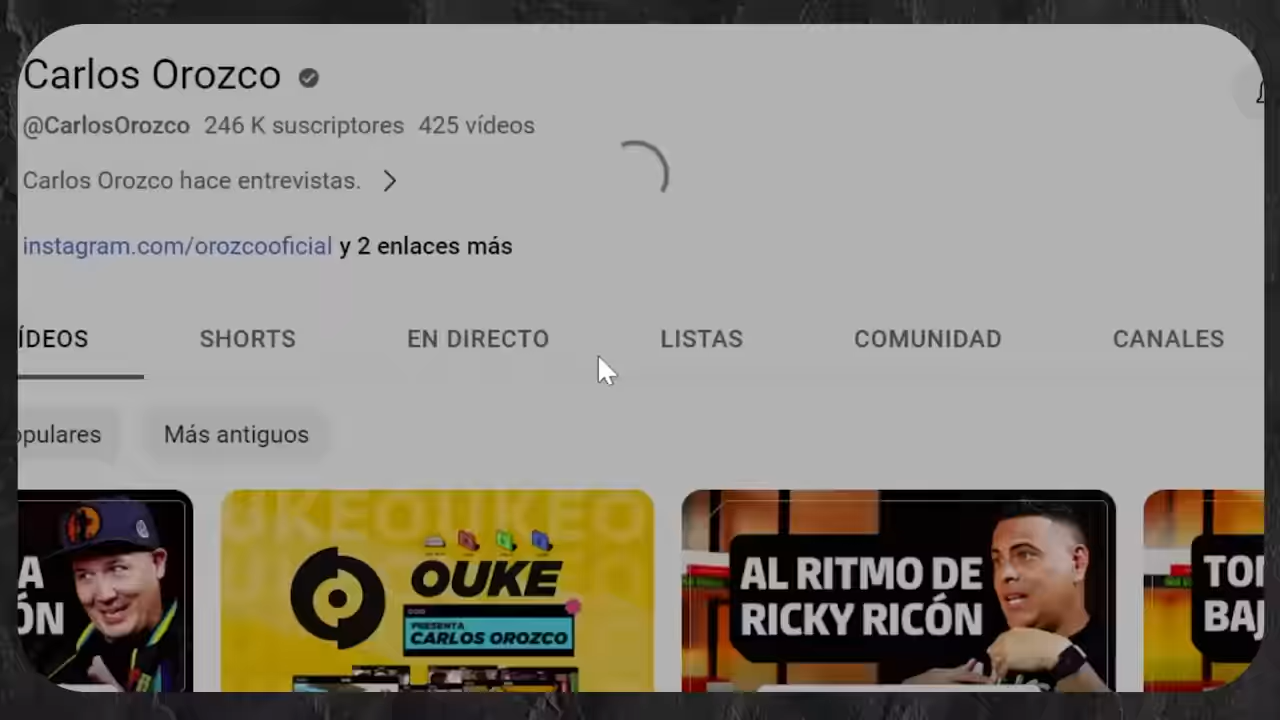 Carlos Orozco
@CarlosOrozco 246 K suscriptores 425 vídeos
Carlos Orozco hace entrevistas.
instagram.com/orozcooficial y 2 enlaces más
ÍDEOS SHORTS EN DIRECTO LISTAS COMUNIDAD CANALES
opulares Más antiguos
A
ÓN
UKEOUKEO
OUKE
PRESENTA
CARLOS OROZCO
AL RITMO DE
RICKY RICÓN
TO
BAJ